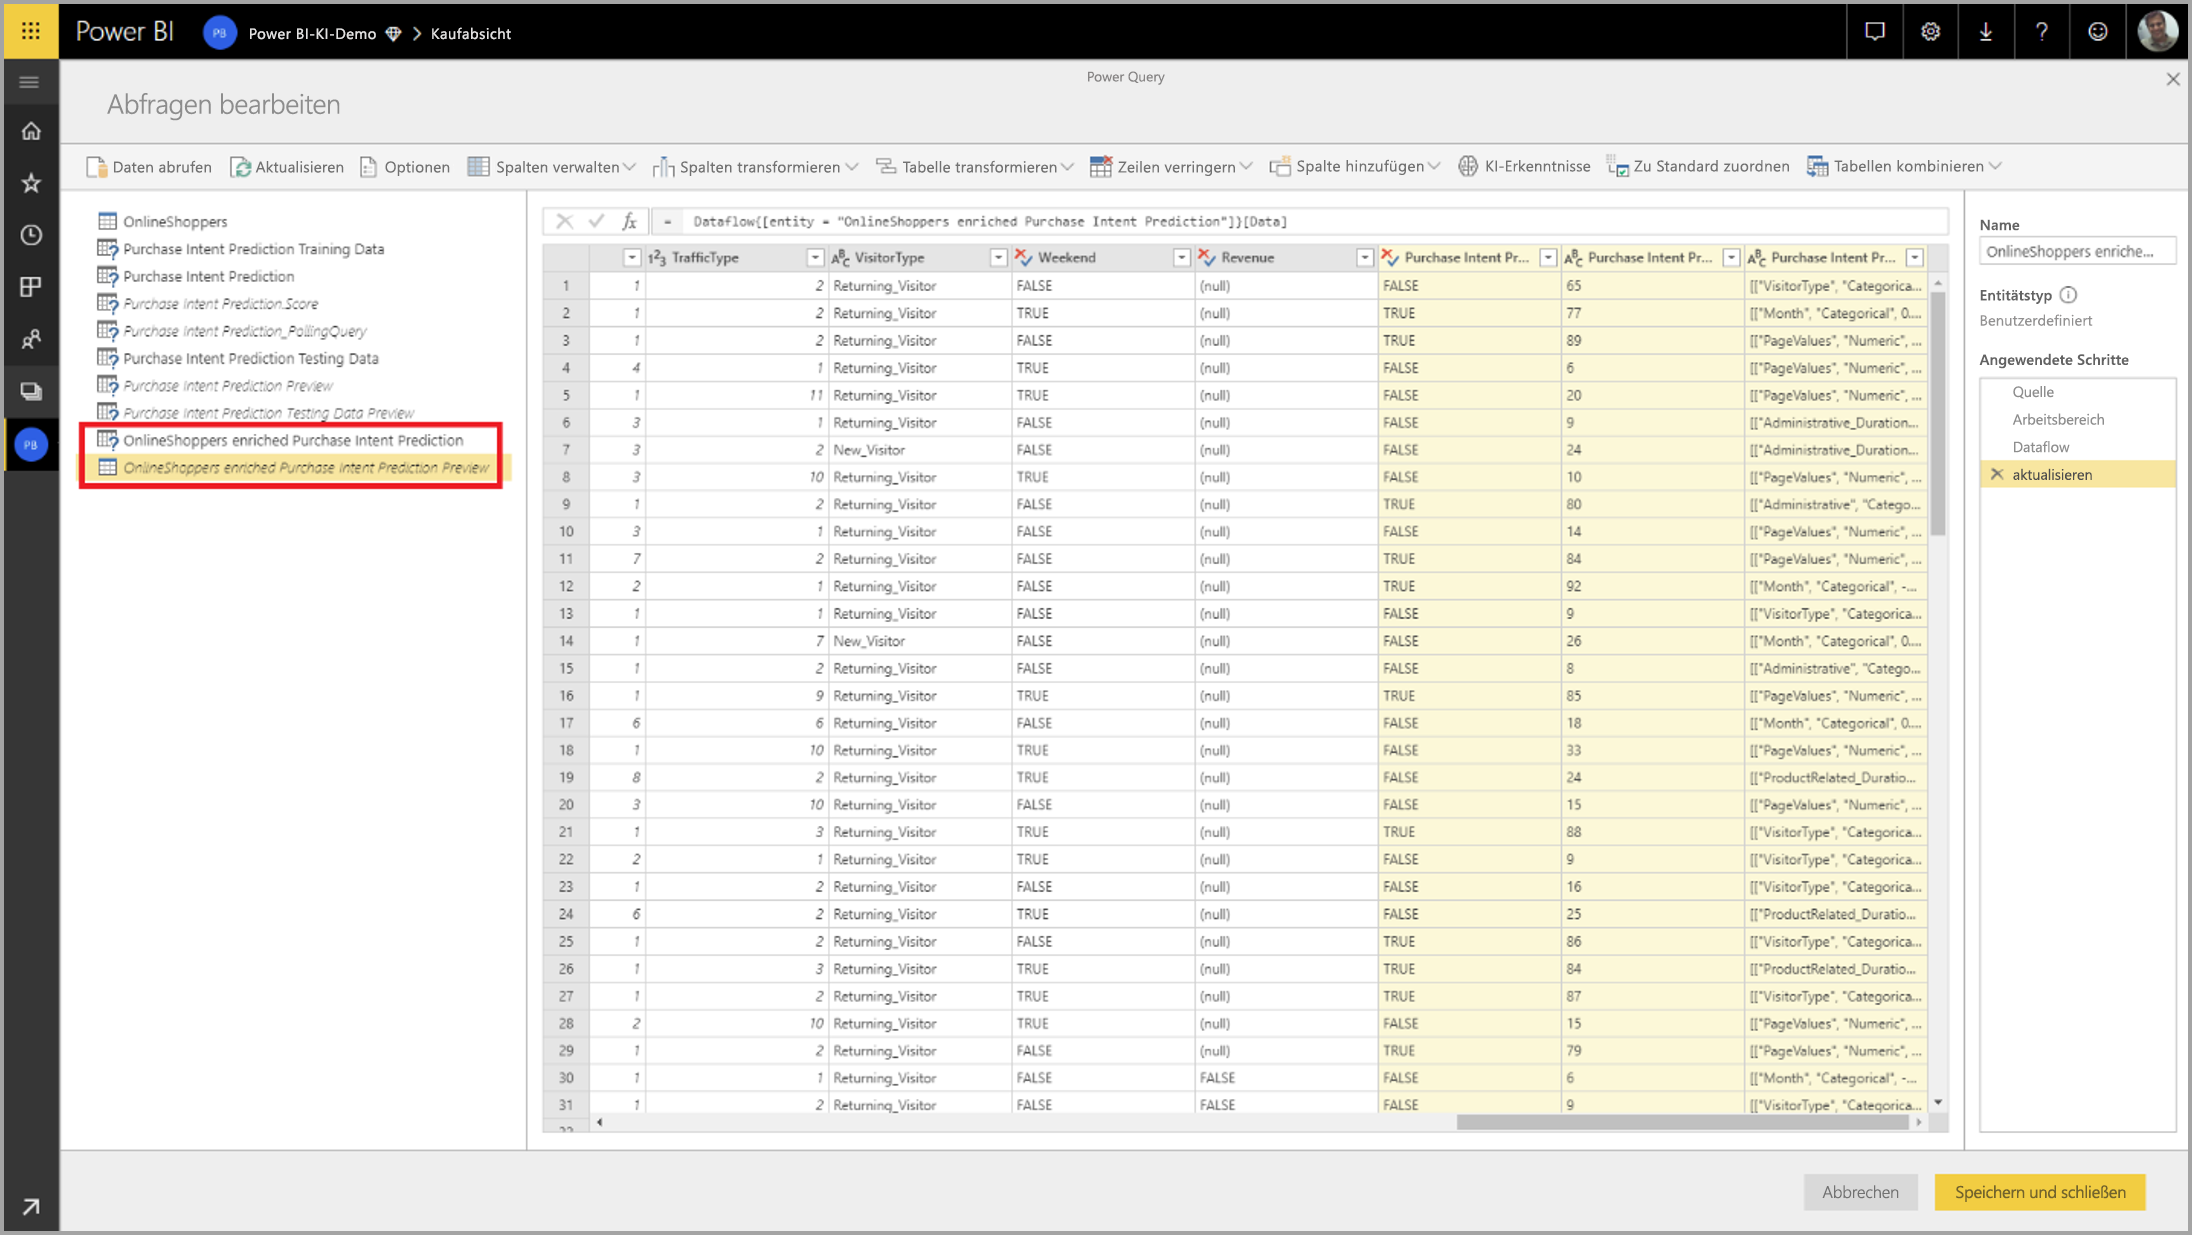 Power BI PB Power BI-KI-Demo Kaufabsicht ?
Power Query
Abfragen bearbeiten
Daten abrufen Aktualisieren Optionen Spalten verwalten Spalten transformieren Tabelle transformieren Zeilen verringern Spalte hinzufügen KI-Erkenntnisse Zu Standard zuordnen Tabellen kombinieren
PB
OnlineShoppers
Purchase Intent Prediction Training Data
Purchase Intent Prediction
Purchase Intent Prediction.Score
Purchase Intent Prediction_PollingQuery
Purchase Intent Prediction Testing Data
Purchase Intent Prediction Preview
Purchase Intent Prediction Testing Data Preview
OnlineShoppers enriched Purchase Intent Prediction
OnlineShoppers enriched Purchase Intent Prediction Preview
fx = Dataflow{[entity = "OnlineShoppers enriched Purchase Intent Prediction"]}[Data]
123 TrafficType ABC VisitorType Weekend Revenue Purchase Intent Pr... ABC Purchase Intent Pr... ABC Purchase Intent Pr...
1 1 2 Returning_Visitor FALSE (null) FALSE 65 [["VisitorType", "Categorica...
2 1 2 Returning_Visitor TRUE (null) TRUE 77 [["Month", "Categorical", 0....
3 1 2 Returning_Visitor FALSE (null) TRUE 89 [["PageValues", "Numeric", ...
4 4 1 Returning_Visitor TRUE (null) FALSE 6 [["PageValues", "Numeric", ...
5 1 11 Returning_Visitor TRUE (null) FALSE 20 [["PageValues", "Numeric", ...
6 3 1 Returning_Visitor FALSE (null) FALSE 9 [["Administrative_Duration...
7 3 2 New_Visitor FALSE (null) FALSE 24 [["Administrative_Duration...
8 3 10 Returning_Visitor TRUE (null) FALSE 10 [["PageValues", "Numeric", ...
9 1 2 Returning_Visitor FALSE (null) TRUE 80 [["Administrative", "Catego...
10 3 1 Returning_Visitor FALSE (null) FALSE 14 [["PageValues", "Numeric", ...
11 7 2 Returning_Visitor FALSE (null) TRUE 84 [["PageValues", "Numeric", ...
12 2 1 Returning_Visitor FALSE (null) TRUE 92 [["Month", "Categorical", -...
13 1 1 Returning_Visitor FALSE (null) FALSE 9 [["VisitorType", "Categorica...
14 1 7 New_Visitor FALSE (null) FALSE 26 [["Month", "Categorical", 0....
15 1 2 Returning_Visitor FALSE (null) FALSE 8 [["Administrative", "Catego...
16 1 9 Returning_Visitor TRUE (null) TRUE 85 [["PageValues", "Numeric", ...
17 6 6 Returning_Visitor FALSE (null) FALSE 18 [["Month", "Categorical", 0....
18 1 10 Returning_Visitor TRUE (null) FALSE 33 [["PageValues", "Numeric", ...
19 8 2 Returning_Visitor TRUE (null) FALSE 24 [["ProductRelated_Duratio...
20 3 10 Returning_Visitor FALSE (null) FALSE 15 [["PageValues", "Numeric", ...
21 1 3 Returning_Visitor TRUE (null) TRUE 88 [["VisitorType", "Categorica...
22 2 1 Returning_Visitor TRUE (null) FALSE 9 [["VisitorType", "Categorica...
23 1 2 Returning_Visitor FALSE (null) FALSE 16 [["VisitorType", "Categorica...
24 6 2 Returning_Visitor TRUE (null) FALSE 25 [["ProductRelated_Duratio...
25 1 2 Returning_Visitor FALSE (null) TRUE 86 [["VisitorType", "Categorica...
26 1 3 Returning_Visitor TRUE (null) TRUE 84 [["ProductRelated_Duratio...
27 1 2 Returning_Visitor TRUE (null) TRUE 87 [["VisitorType", "Categorica...
28 2 10 Returning_Visitor TRUE (null) FALSE 15 [["PageValues", "Numeric", ...
29 1 2 Returning_Visitor FALSE (null) TRUE 79 [["PageValues", "Numeric", ...
30 1 1 Returning_Visitor FALSE FALSE FALSE 6 [["Month", "Categorical", -...
31 1 2 Returning_Visitor FALSE FALSE FALSE 9 [["VisitorType", "Categorica...
Name
OnlineShoppers enriche...
Entitätstyp
Benutzerdefiniert
Angewendete Schritte
Quelle
Arbeitsbereich
Dataflow
aktualisieren
Abbrechen Speichern und schließen